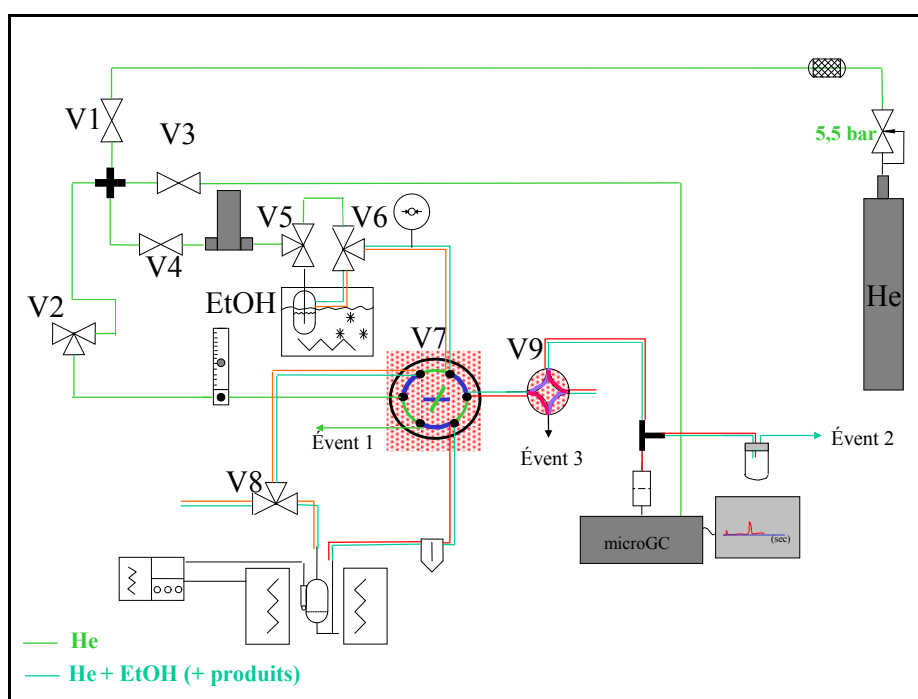 V1
V3
5,5 bar
V5
V6
V4
He
V2
EtOH
V7
V9
Évent 1
Évent 3
Évent 2
V8
microGC
(sec)
He
He + EtOH (+ produits)